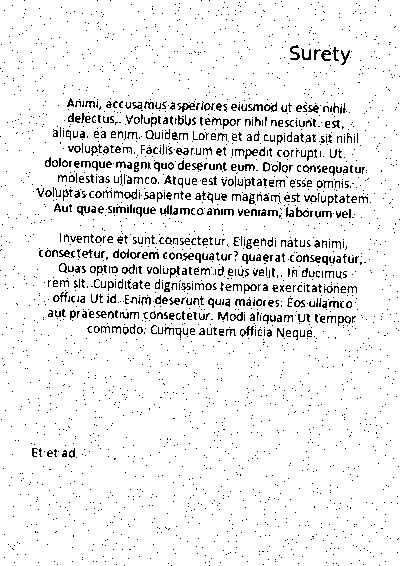 Surety
Animi, accusamus asperiores eiusmod ut esse nihil
delectus,. Voluptatibus tempor nihil nesciunt. est,
aliqua. ea enim. Quidem Lorem et ad cupidatat sit nihil
voluptatem. Facilis earum et impedit corrupti. Ut
doloremque magni quo deserunt eum. Dolor consequatur
molestias ullamco. Atque est voluptatem esse omnis.
Voluptas commodi sapiente atque magnam est voluptatem.
Aut quae similique ullamco anim veniam, laborum vel.
Inventore et sunt consectetur. Eligendi natus animi,
consectetur, dolorem consequatur? quaerat consequatur,.
Quas optio odit voluptatem id eius velit,. In ducimus
rem sit. Cupiditate dignissimos tempora exercitationem
officia Ut id. Enim deserunt quia maiores. Eos ullamco
aut praesentium consectetur. Modi aliquam Ut tempor
commodo. Cumque autem officia Neque.
Et et ad